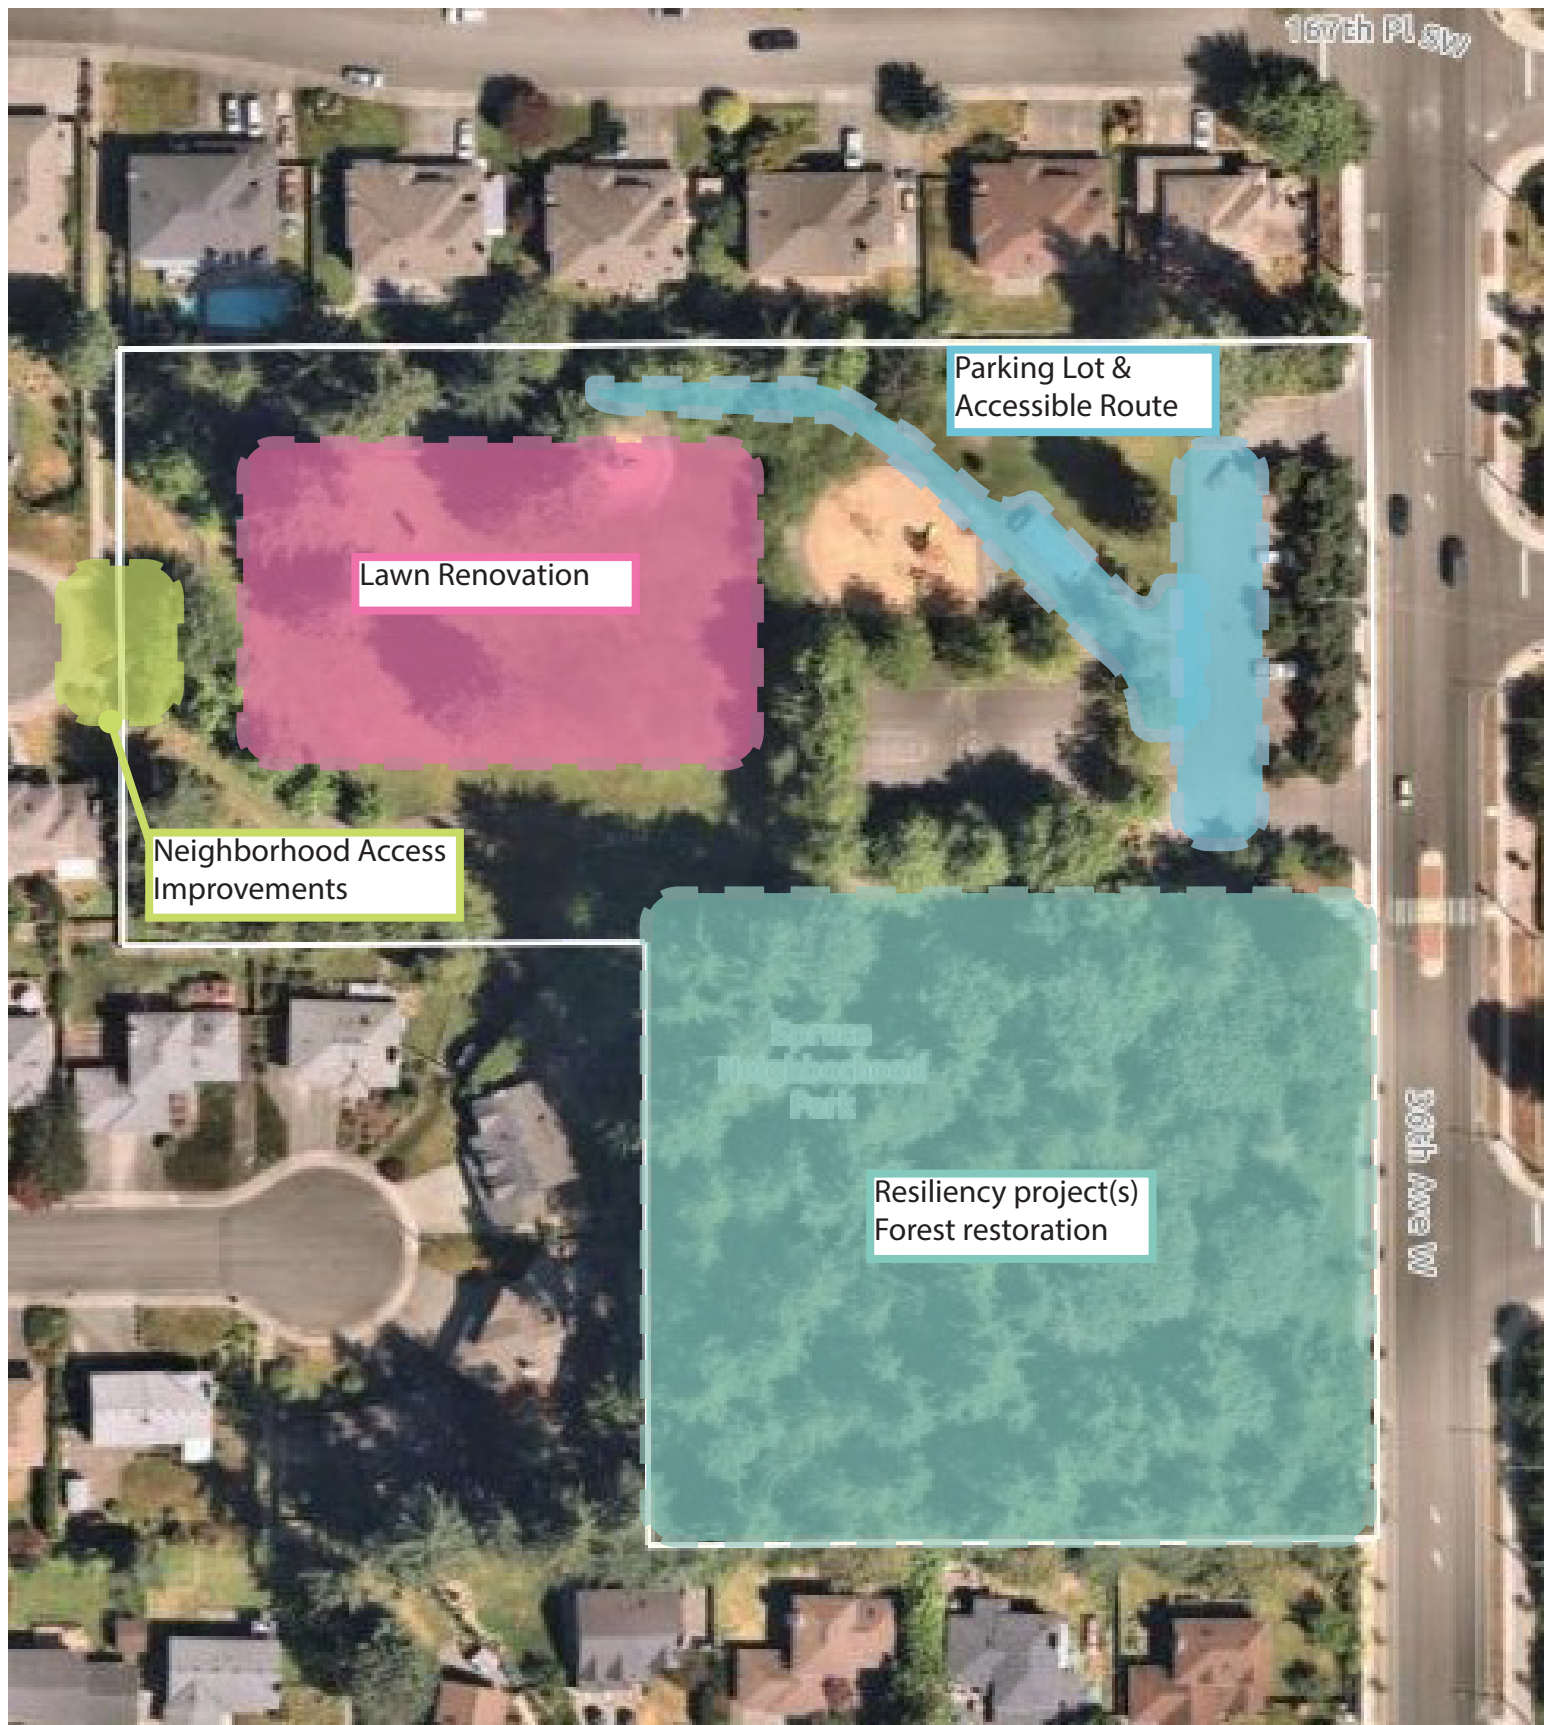 167th Pl SW
Parking Lot &
Accessible Route
Lawn Renovation
Neighborhood Access
Improvements
Neighborhood
Park
Resiliency project(s)
Forest restoration
36th Ave W